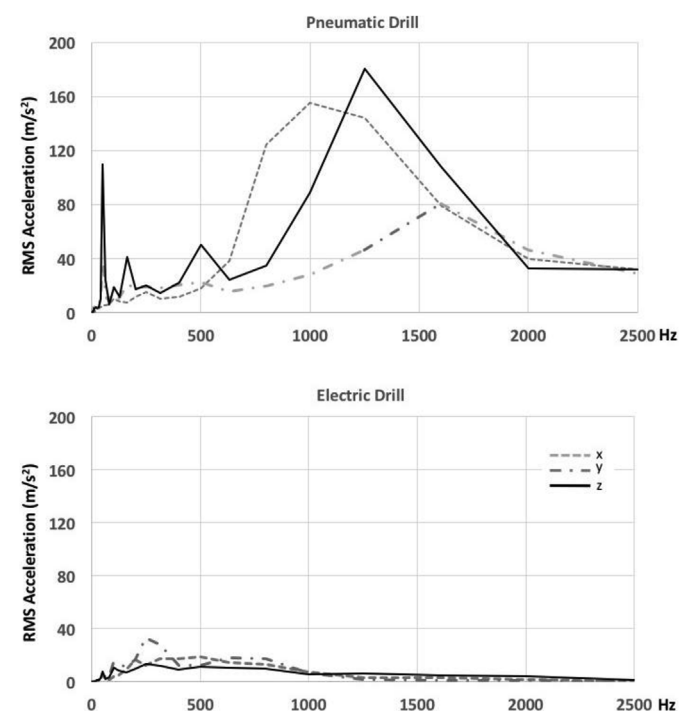 Pneumatic Drill
RMS Acceleration (m/s²)
200
160
120
80
40
0
0 500 1000 1500 2000 2500 Hz
Electric Drill
RMS Acceleration (m/s²)
200
160
120
80
40
0
x
y
z
0 500 1000 1500 2000 2500 Hz